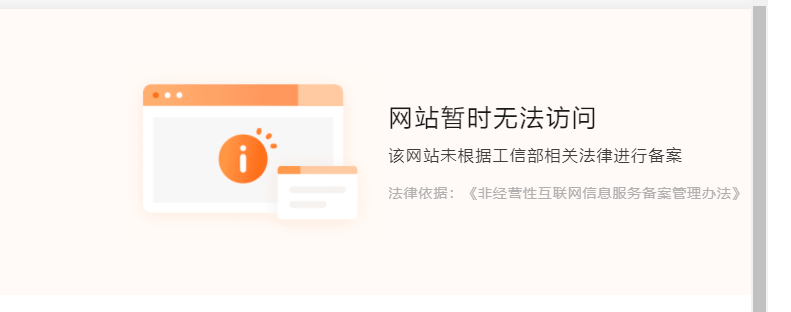 网站暂时无法访问
该网站未根据工信部相关法律进行备案
法律依据：《非经营性互联网信息服务备案管理办法》